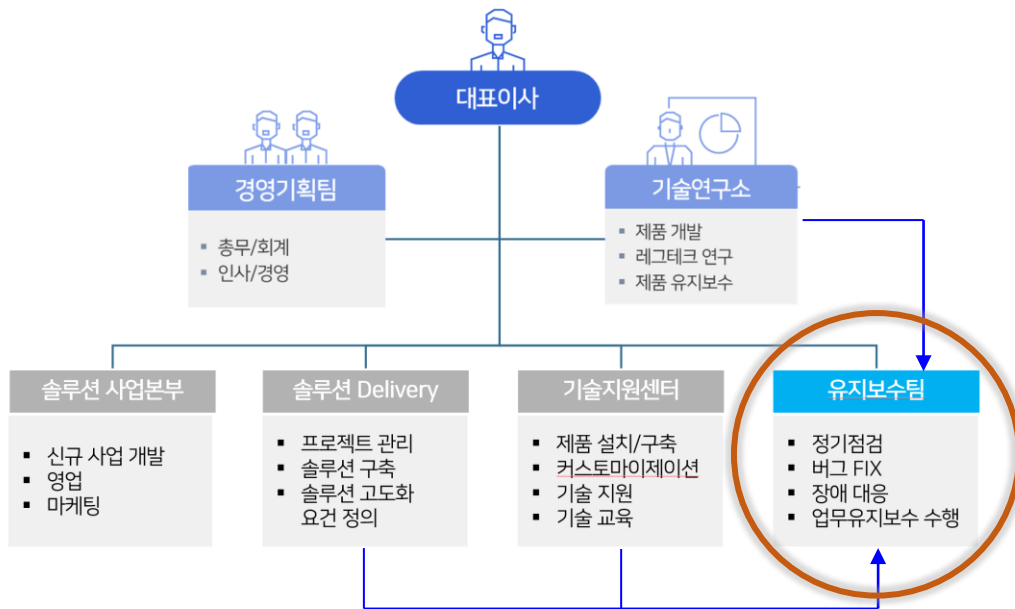 대표이사
경영기획팀
▪ 총무/회계
▪ 인사/경영
기술연구소
▪ 제품 개발
▪ 레그테크 연구
▪ 제품 유지보수
솔루션 사업본부
▪ 신규 사업 개발
▪ 영업
▪ 마케팅
솔루션 Delivery
▪ 프로젝트 관리
▪ 솔루션 구축
▪ 솔루션 고도화
요건 정의
기술지원센터
▪ 제품 설치/구축
▪ 커스토마이제이션
▪ 기술 지원
▪ 기술 교육
유지보수팀
▪ 정기점검
▪ 버그 FIX
▪ 장애 대응
▪ 업무유지보수 수행